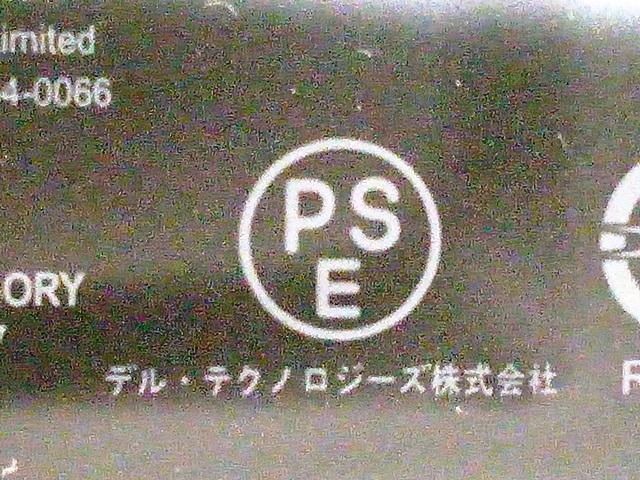 imited
4-0066
PS
E
ORY
デル・テクノロジーズ株式会社